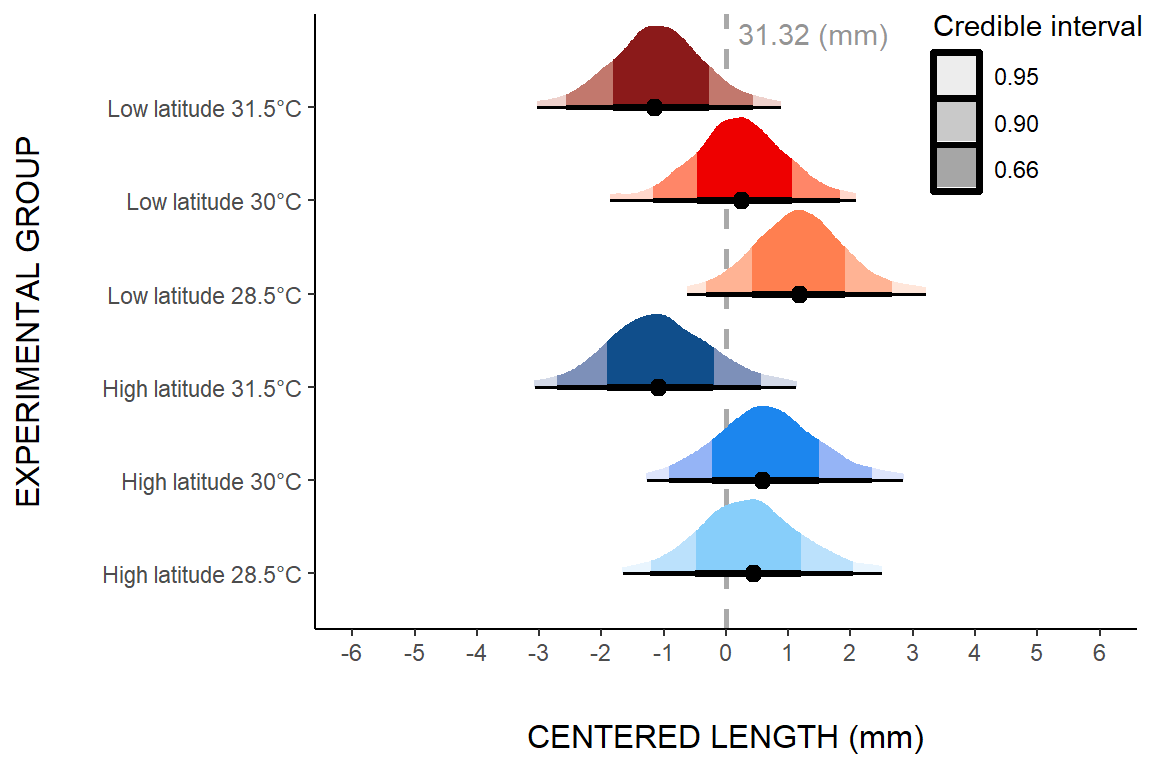 31.32 (mm)
Credible interval
0.95
0.90
0.66
EXPERIMENTAL GROUP
Low latitude 31.5°C
Low latitude 30°C
Low latitude 28.5°C
High latitude 31.5°C
High latitude 30°C
High latitude 28.5°C
-6 -5 -4 -3 -2 -1 0 1 2 3 4 5 6
CENTERED LENGTH (mm)